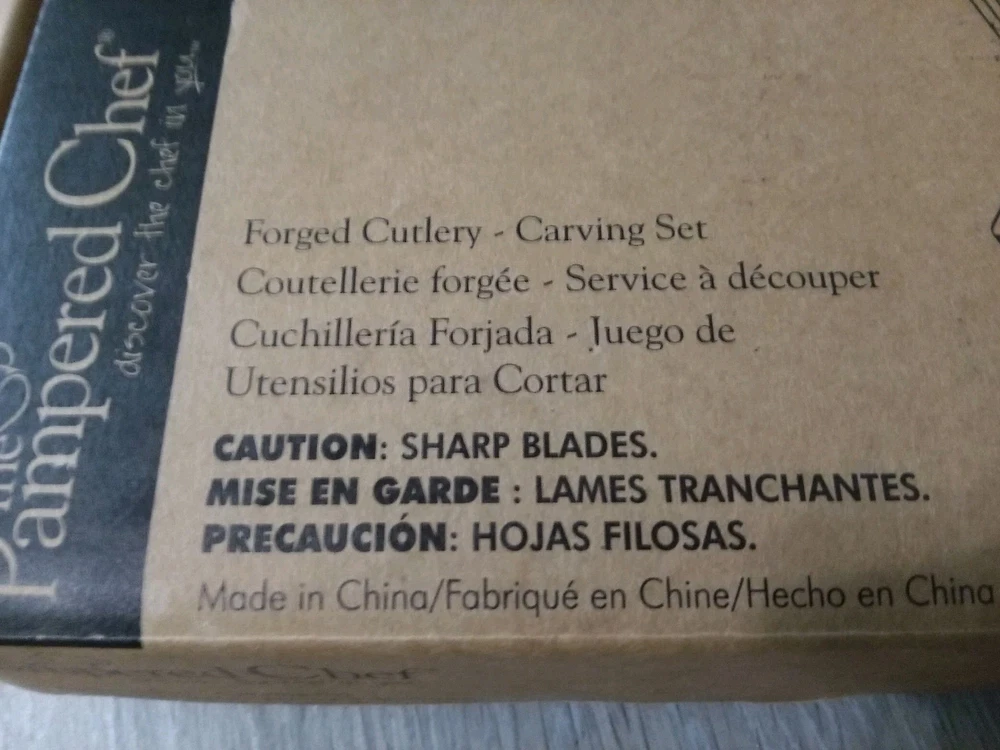 The Pampered Chef®
discover the chef in you.
Forged Cutlery - Carving Set
Coutellerie forgée - Service à découper
Cuchillería Forjada - Juego de
Utensilios para Cortar
CAUTION: SHARP BLADES.
MISE EN GARDE : LAMES TRANCHANTES.
PRECAUCIÓN: HOJAS FILOSAS.
Made in China/Fabriqué en Chine/Hecho en China
Pampered Chef